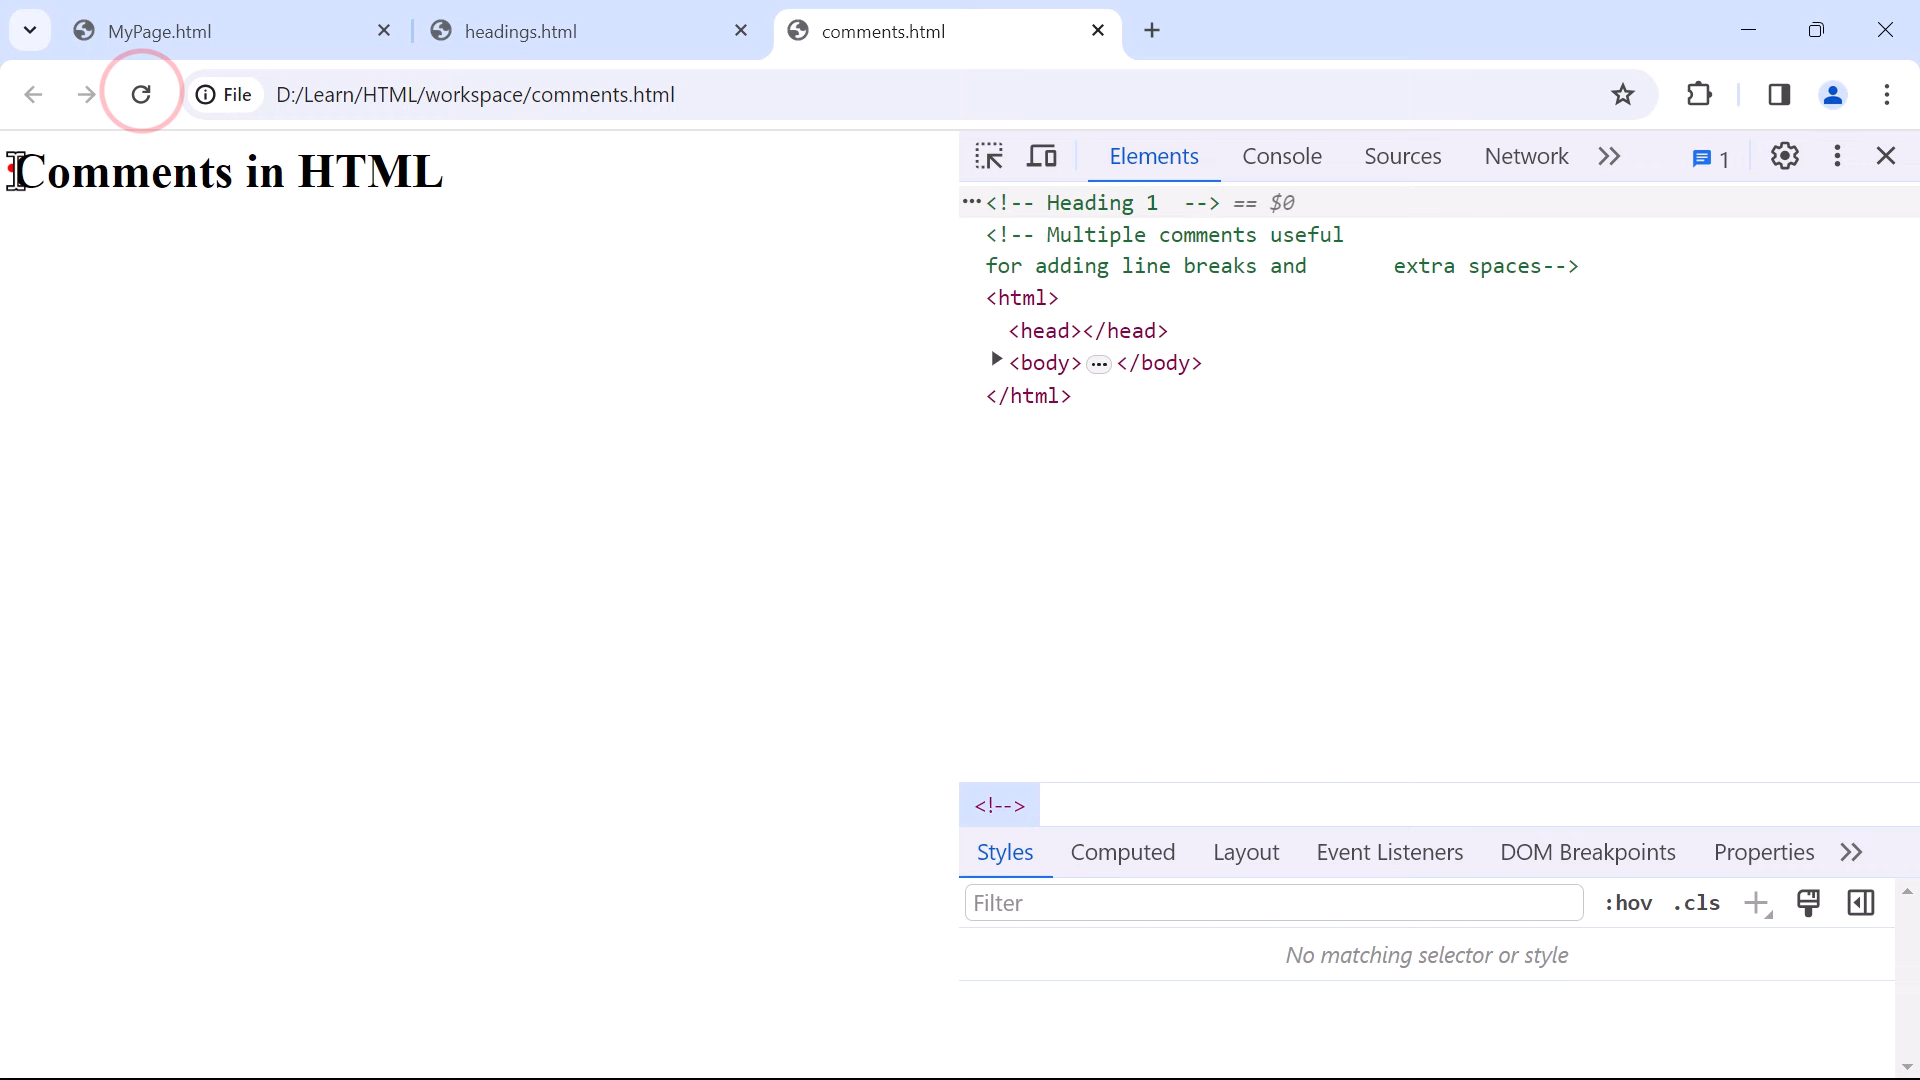 MyPage.html
headings.html
comments.html
File D:/Learn/HTML/workspace/comments.html
Comments in HTML
Elements Console Sources Network 1
<!-- Heading 1  --> == $0
<!-- Multiple comments useful
for adding line breaks and       extra spaces-->
<html>
<head></head>
<body> … </body>
</html>
<!-->
Styles Computed Layout Event Listeners DOM Breakpoints Properties
Filter :hov .cls
No matching selector or style